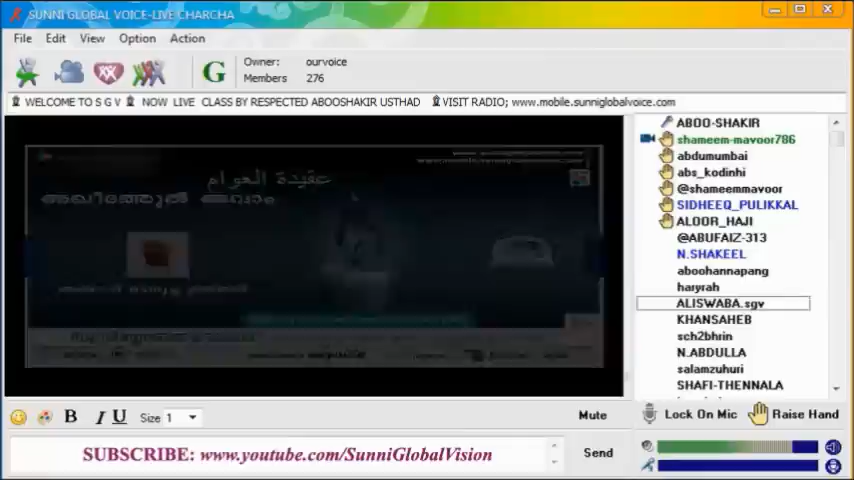 SUNNI GLOBAL VOICE-LIVE CHARCHA
File Edit View Option Action
G Owner: ourvoice
Members 276
WELCOME TO S G V NOW LIVE CLASS BY RESPECTED ABOOSHAKIR USTHAD VISIT RADIO; www.mobile.sunniglobalvoice.com
عقيدة العوام
ABOO-SHAKIR
shameem-mavoor786
abdumumbai
abs_kodinhi
@shameemmavoor
SIDHEEQ_PULIKKAL
ALOOR_HAJI
@ABUFAIZ-313
N.SHAKEEL
aboohannapang
haryrah
ALISWABA.sgv
KHANSAHEB
sch2bhrin
N.ABDULLA
salamzuhuri
SHAFI-THENNALA
B I U Size 1 Mute
Lock On Mic Raise Hand
SUBSCRIBE: www.youtube.com/SunniGlobalVision Send